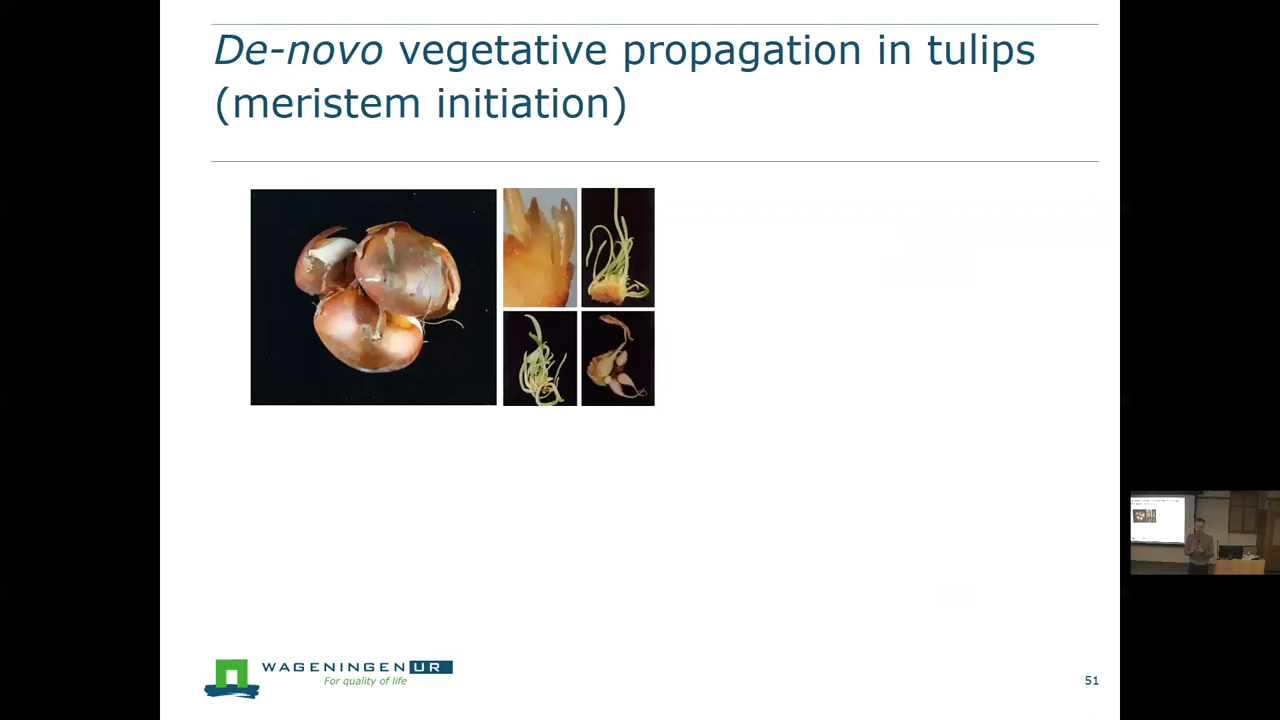 De-novo vegetative propagation in tulips
(meristem initiation)
WAGENINGEN UR
For quality of life
51